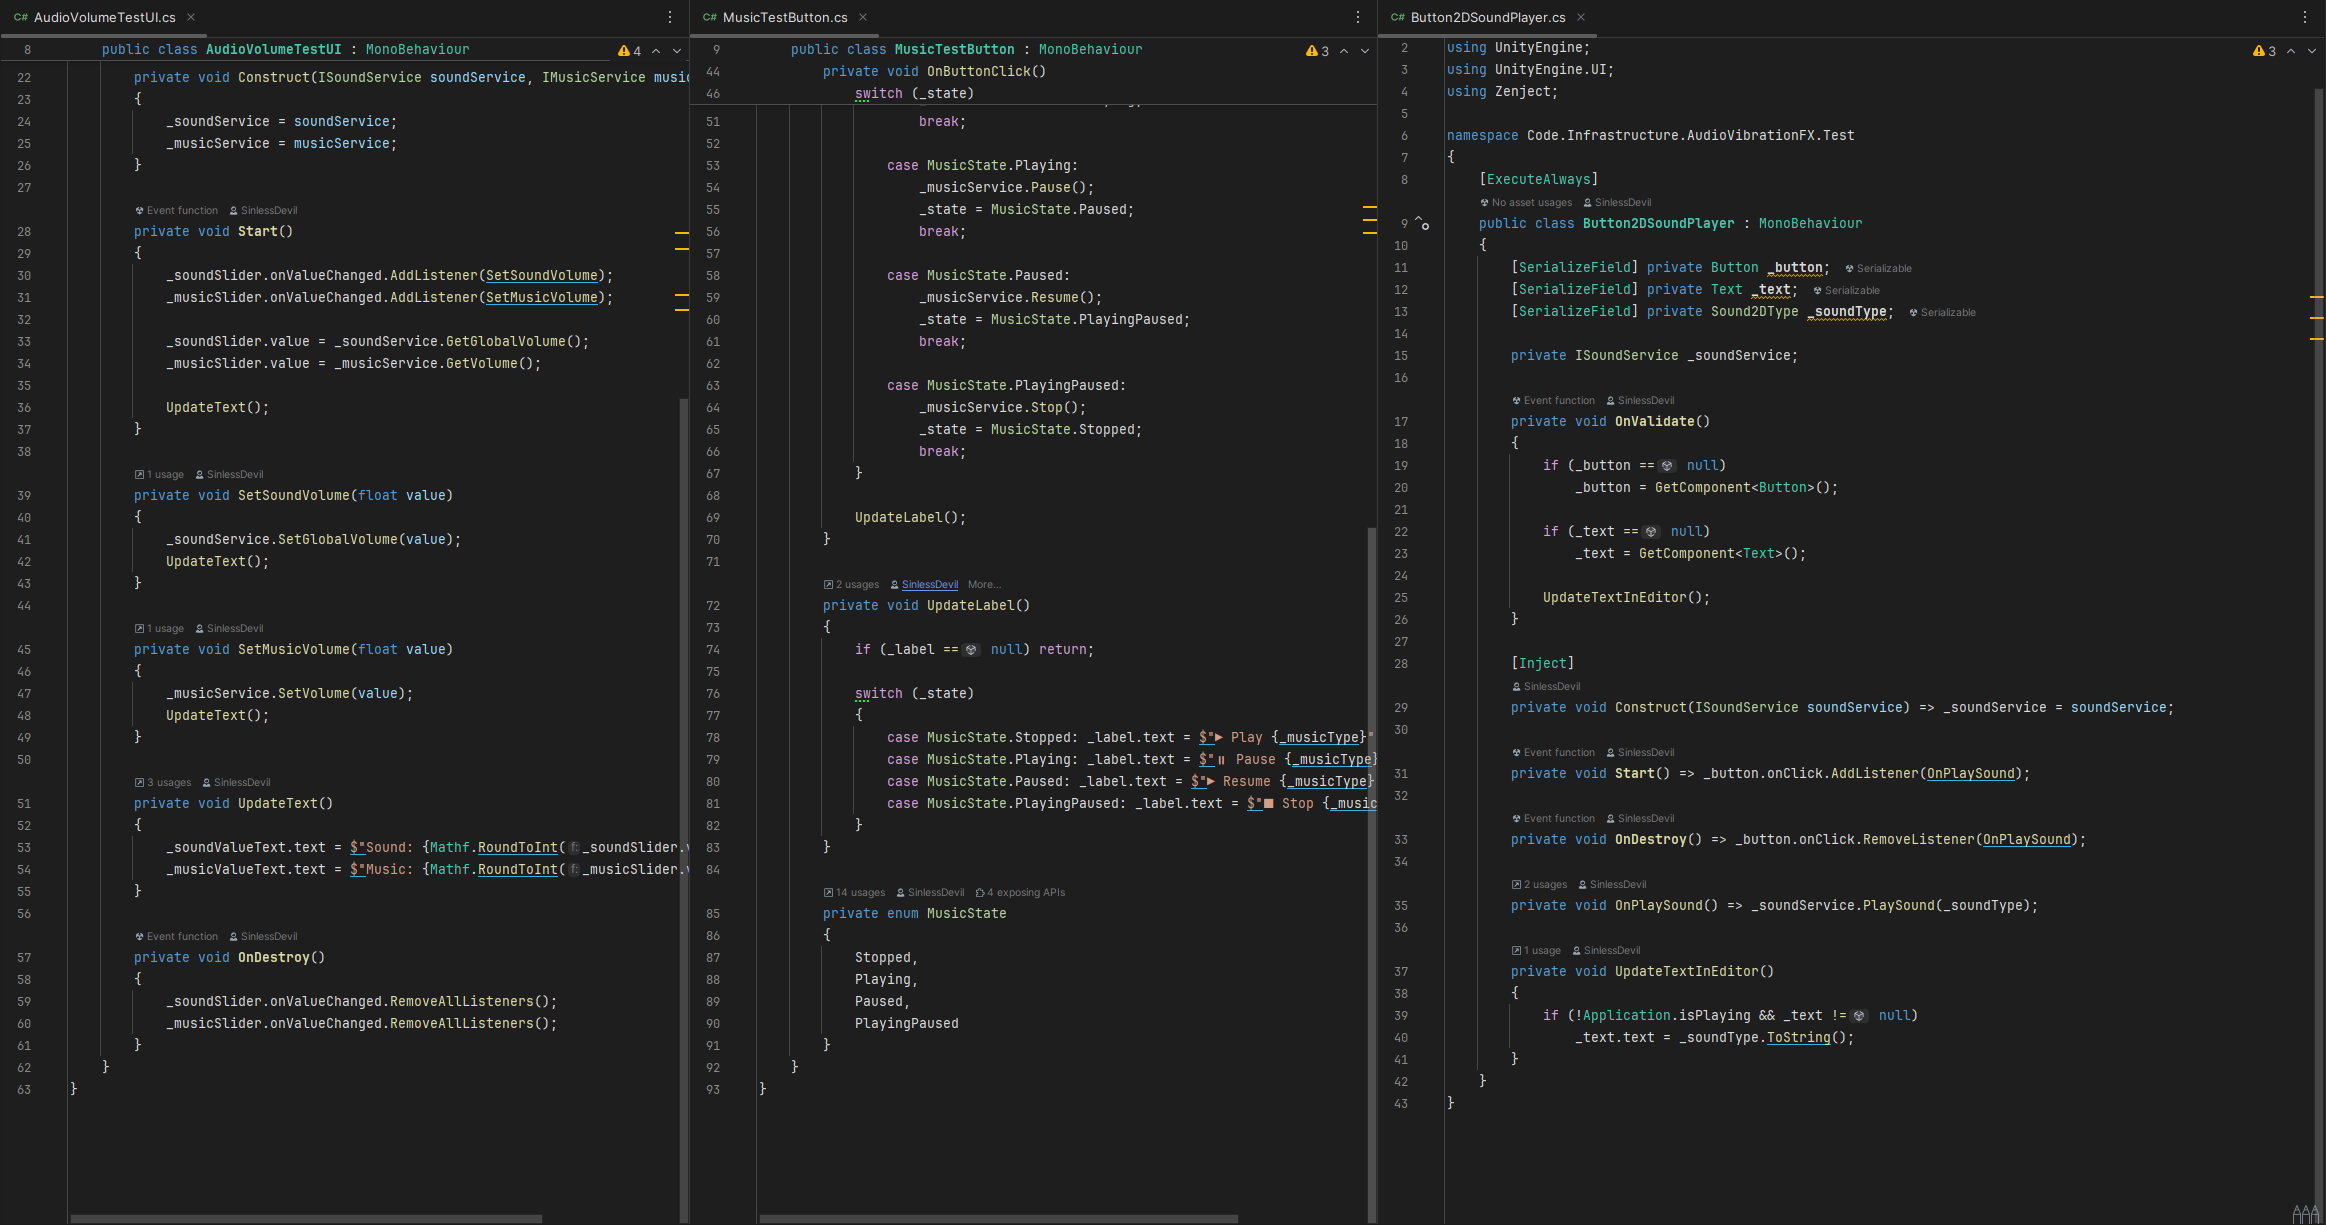 C# AudioVolumeTestUI.cs
8 public class AudioVolumeTestUI : MonoBehaviour
4
22 private void Construct(ISoundService soundService, IMusicService music
23 {
24 _soundService = soundService;
25 _musicService = musicService;
26 }
27
Event function SinlessDevil
28 private void Start()
29 {
30 _soundSlider.onValueChanged.AddListener(SetSoundVolume);
31 _musicSlider.onValueChanged.AddListener(SetMusicVolume);
32
33 _soundSlider.value = _soundService.GetGlobalVolume();
34 _musicSlider.value = _musicService.GetVolume();
35
36 UpdateText();
37 }
38
1 usage SinlessDevil
39 private void SetSoundVolume(float value)
40 {
41 _soundService.SetGlobalVolume(value);
42 UpdateText();
43 }
44
1 usage SinlessDevil
45 private void SetMusicVolume(float value)
46 {
47 _musicService.SetVolume(value);
48 UpdateText();
49 }
50
3 usages SinlessDevil
51 private void UpdateText()
52 {
53 _soundValueText.text = $"Sound: {Mathf.RoundToInt(f: _soundSlider.v
54 _musicValueText.text = $"Music: {Mathf.RoundToInt(f: _musicSlider.v
55 }
56
Event function SinlessDevil
57 private void OnDestroy()
58 {
59 _soundSlider.onValueChanged.RemoveAllListeners();
60 _musicSlider.onValueChanged.RemoveAllListeners();
61 }
62 }
63 }
C# MusicTestButton.cs
9 public class MusicTestButton : MonoBehaviour
3
44 private void OnButtonClick()
46 switch (_state)
51 break;
52
53 case MusicState.Playing:
54 _musicService.Pause();
55 _state = MusicState.Paused;
56 break;
57
58 case MusicState.Paused:
59 _musicService.Resume();
60 _state = MusicState.PlayingPaused;
61 break;
62
63 case MusicState.PlayingPaused:
64 _musicService.Stop();
65 _state = MusicState.Stopped;
66 break;
67 }
68
69 UpdateLabel();
70 }
71
2 usages SinlessDevil More...
72 private void UpdateLabel()
73 {
74 if (_label == null) return;
75
76 switch (_state)
77 {
78 case MusicState.Stopped: _label.text = $"▶ Play {_musicType}"
79 case MusicState.Playing: _label.text = $"⏸ Pause {_musicType}
80 case MusicState.Paused: _label.text = $"▶ Resume {_musicType}
81 case MusicState.PlayingPaused: _label.text = $"■ Stop {_music
82 }
83 }
84
14 usages SinlessDevil 4 exposing APIs
85 private enum MusicState
86 {
87 Stopped,
88 Playing,
89 Paused,
90 PlayingPaused
91 }
92 }
93 }
C# Button2DSoundPlayer.cs
2 using UnityEngine;
3
3 using UnityEngine.UI;
4 using Zenject;
5
6 namespace Code.Infrastructure.AudioVibrationFX.Test
7 {
8 [ExecuteAlways]
No asset usages SinlessDevil
9 public class Button2DSoundPlayer : MonoBehaviour
10 {
11 [SerializeField] private Button _button; Serializable
12 [SerializeField] private Text _text; Serializable
13 [SerializeField] private Sound2DType _soundType; Serializable
14
15 private ISoundService _soundService;
16
Event function SinlessDevil
17 private void OnValidate()
18 {
19 if (_button == null)
20 _button = GetComponent<Button>();
21
22 if (_text == null)
23 _text = GetComponent<Text>();
24
25 UpdateTextInEditor();
26 }
27
28 [Inject]
SinlessDevil
29 private void Construct(ISoundService soundService) => _soundService = soundService;
30
Event function SinlessDevil
31 private void Start() => _button.onClick.AddListener(OnPlaySound);
32
Event function SinlessDevil
33 private void OnDestroy() => _button.onClick.RemoveListener(OnPlaySound);
34
2 usages SinlessDevil
35 private void OnPlaySound() => _soundService.PlaySound(_soundType);
36
1 usage SinlessDevil
37 private void UpdateTextInEditor()
38 {
39 if (!Application.isPlaying && _text != null)
40 _text.text = _soundType.ToString();
41 }
42 }
43 }